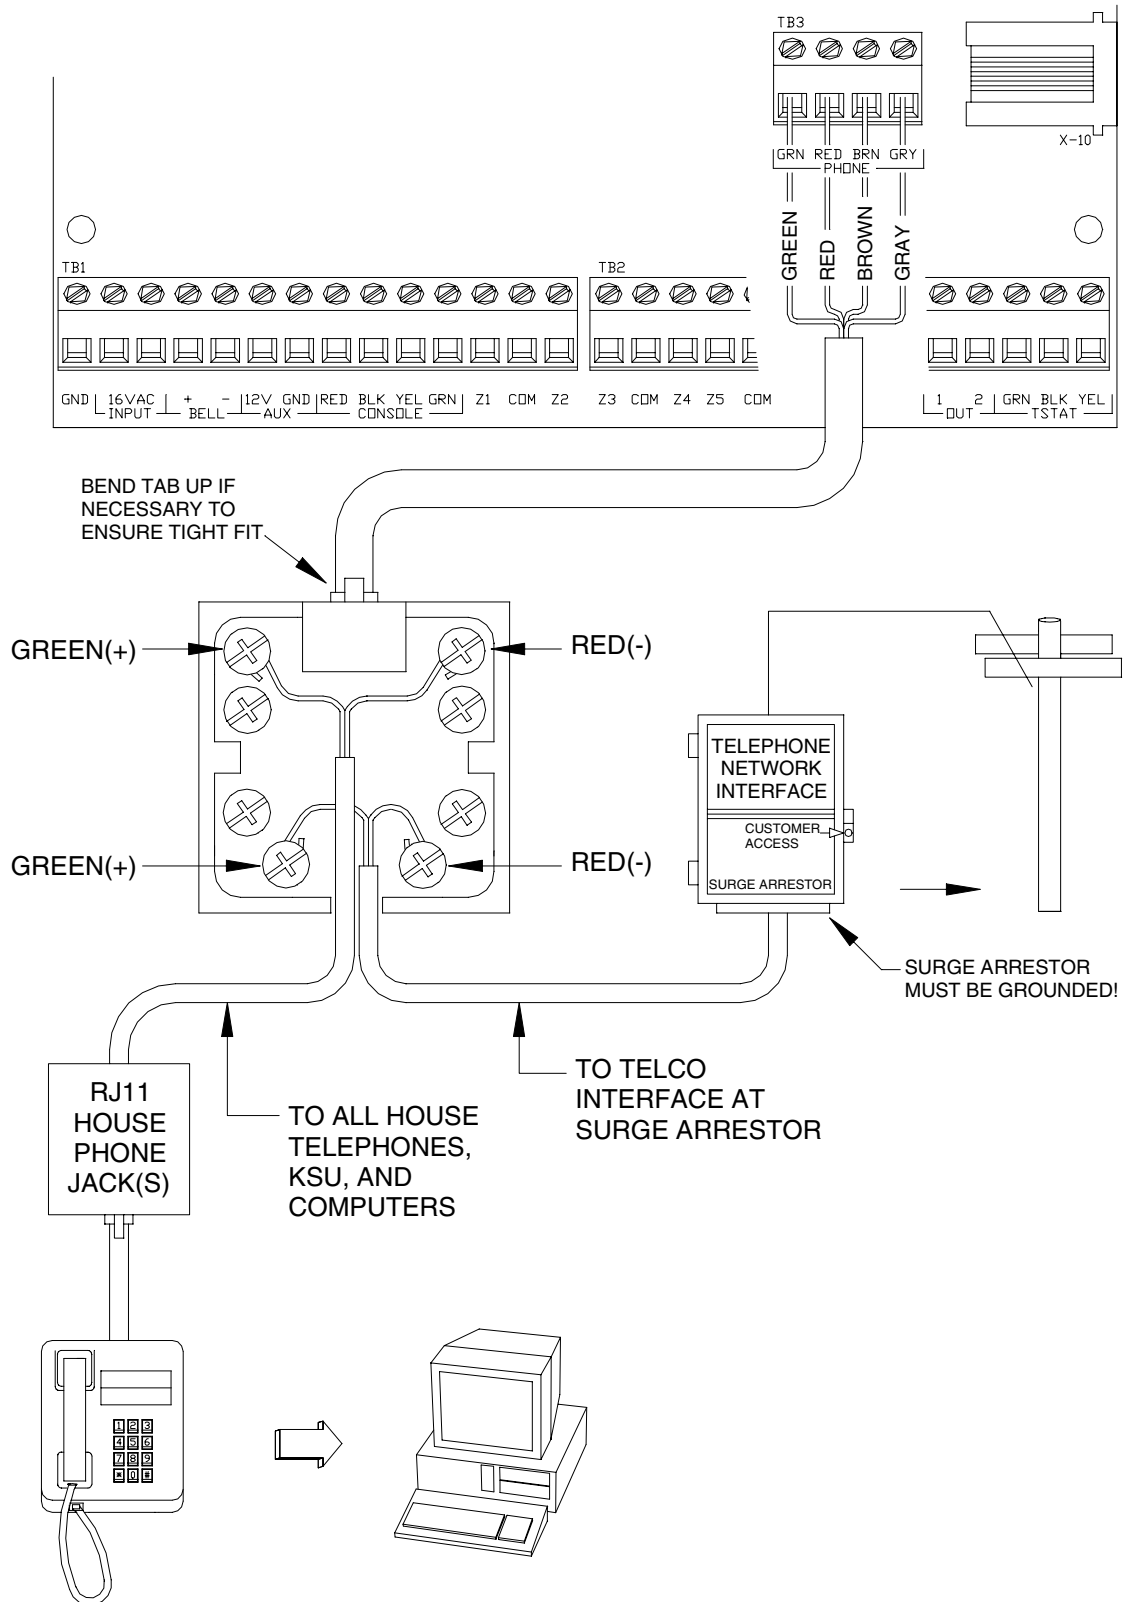 TB3
X-10
GRN RED BRN GRY
PHONE
GREEN
RED
BROWN
GRAY
TB1
TB2
GND 16VAC + - 12V GND RED BLK YEL GRN Z1 COM Z2 Z3 COM Z4 Z5 COM 1 2 GRN BLK YEL
INPUT BELL AUX CONSOLE OUT TSTAT
BEND TAB UP IF
NECESSARY TO
ENSURE TIGHT FIT
GREEN(+)
RED(-)
TELEPHONE
NETWORK
INTERFACE
CUSTOMER
ACCESS
SURGE ARRESTOR
GREEN(+)
RED(-)
SURGE ARRESTOR
MUST BE GROUNDED!
RJ11
HOUSE
PHONE
JACK(S)
TO ALL HOUSE
TELEPHONES,
KSU, AND
COMPUTERS
TO TELCO
INTERFACE AT
SURGE ARRESTOR
1 2 3
4 5 6
7 8 9
* 0 #